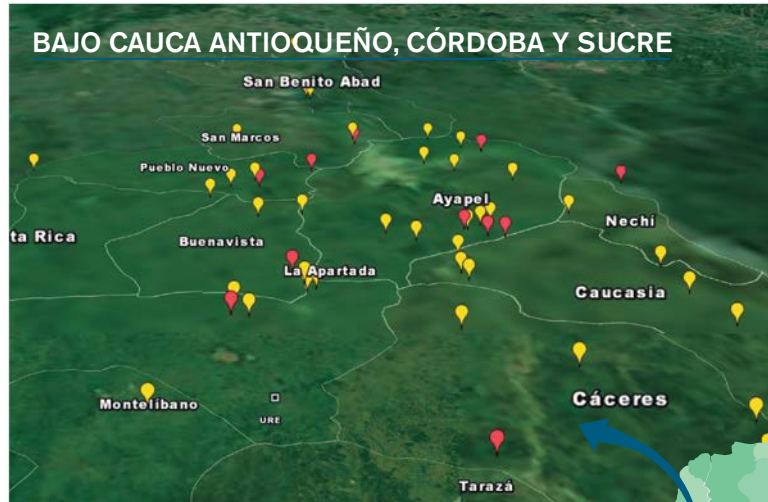 BAJO CAUCA ANTIOQUEÑO, CÓRDOBA Y SUCRE
San Benito Abad
San Marcos
Pueblo Nuevo
Ayapel
Nechí
ta Rica
Buenavista
La Apartada
Caucasia
Montelíbano
URE
Cáceres
Tarazá